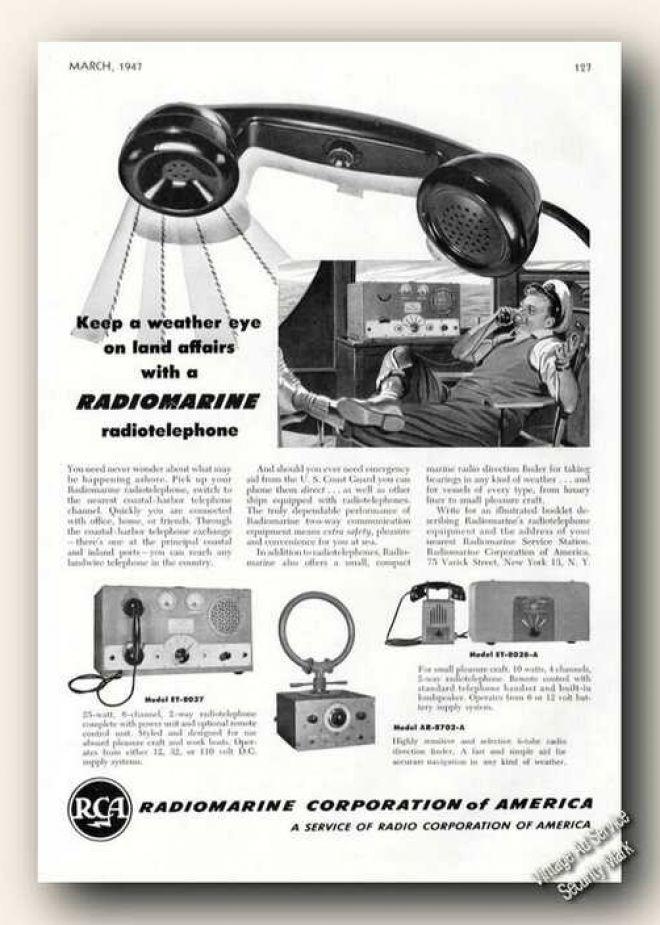 MARCH, 1947
127
Keep a weather eye
on land affairs
with a
RADIOMARINE
radiotelephone
You need never wonder about what may
be happening ashore. Pick up your
Radiomarine radiotelephone, switch to
the nearest coastal-harbor telephone
channel. Quickly you are connected
with office, home, or friends. Through
the coastal-harbor telephone exchange
—there's one at the principal coastal
and inland ports—you can reach any
landwire telephone in the country.
And should you ever need emergency
aid from the U. S. Coast Guard you can
phone them direct . . . as well as other
ships equipped with radiotelephones.
The truly dependable performance of
Radiomarine two-way communication
equipment means extra safety, pleasure
and convenience for you at sea.
In addition to radiotelephones, Radio-
marine also offers a small, compact
marine radio direction finder for taking
bearings in any kind of weather . . . and
for vessels of every type, from luxury
liner to small pleasure craft.
Write for an illustrated booklet de-
scribing Radiomarine's radiotelephone
equipment and the address of your
nearest Radiomarine Service Station.
Radiomarine Corporation of America,
75 Varick Street, New York 13, N. Y.
Model ET-8037
25-watt, 6-channel, 2-way radiotelephone
complete with power unit and optional remote
control unit. Styled and designed for use
aboard pleasure craft and work boats. Oper-
ates from either 12, 32, or 110 volt D.C.
supply systems.
Model ET-8028-A
For small pleasure craft. 10 watts, 4 channels,
2-way radiotelephone. Remote control with
standard telephone handset and built-in
loudspeaker. Operates from 6 or 12 volt bat-
tery supply system.
Model AR-8702-A
Highly sensitive and selective 6-tube radio
direction finder. A fast and simple aid for
accurate navigation in any kind of weather.
RCA
RADIOMARINE CORPORATION of AMERICA
A SERVICE OF RADIO CORPORATION OF AMERICA
Vintage Ad Service
Security Mark